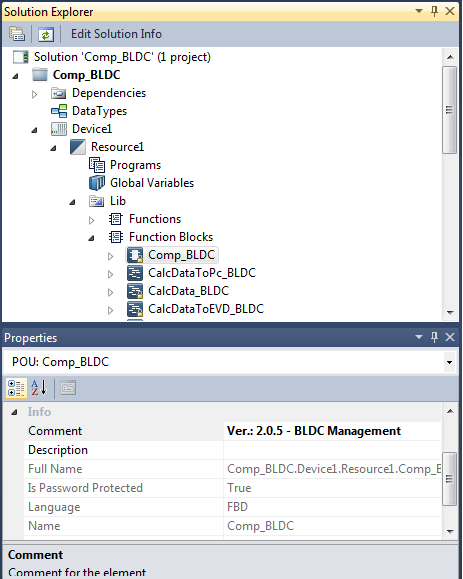 Solution Explorer
Edit Solution Info
Solution 'Comp_BLDC' (1 project)
Comp_BLDC
Dependencies
DataTypes
Device1
Resource1
Programs
Global Variables
Lib
Functions
Function Blocks
Comp_BLDC
CalcDataToPc_BLDC
CalcData_BLDC
CalcDataToEVD_BLDC
Properties
POU: Comp_BLDC
Info
Comment Ver.: 2.0.5 - BLDC Management
Description
Full Name Comp_BLDC.Device1.Resource1.Comp_B
Is Password Protected True
Language FBD
Name Comp_BLDC
Comment
Comment for the element